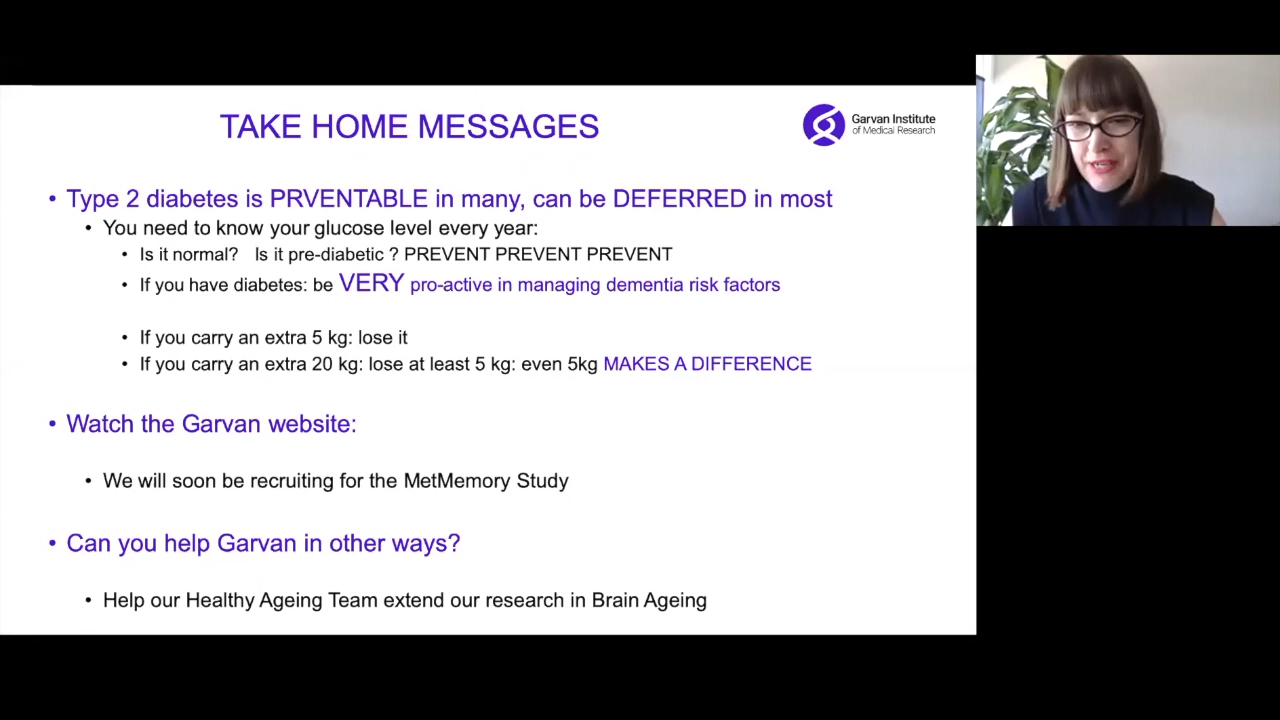 TAKE HOME MESSAGES
Garvan Institute
of Medical Research
• Type 2 diabetes is PRVENTABLE in many, can be DEFERRED in most
• You need to know your glucose level every year:
• Is it normal? Is it pre-diabetic ? PREVENT PREVENT PREVENT
• If you have diabetes: be VERY pro-active in managing dementia risk factors
• If you carry an extra 5 kg: lose it
• If you carry an extra 20 kg: lose at least 5 kg: even 5kg MAKES A DIFFERENCE
• Watch the Garvan website:
• We will soon be recruiting for the MetMemory Study
• Can you help Garvan in other ways?
• Help our Healthy Ageing Team extend our research in Brain Ageing